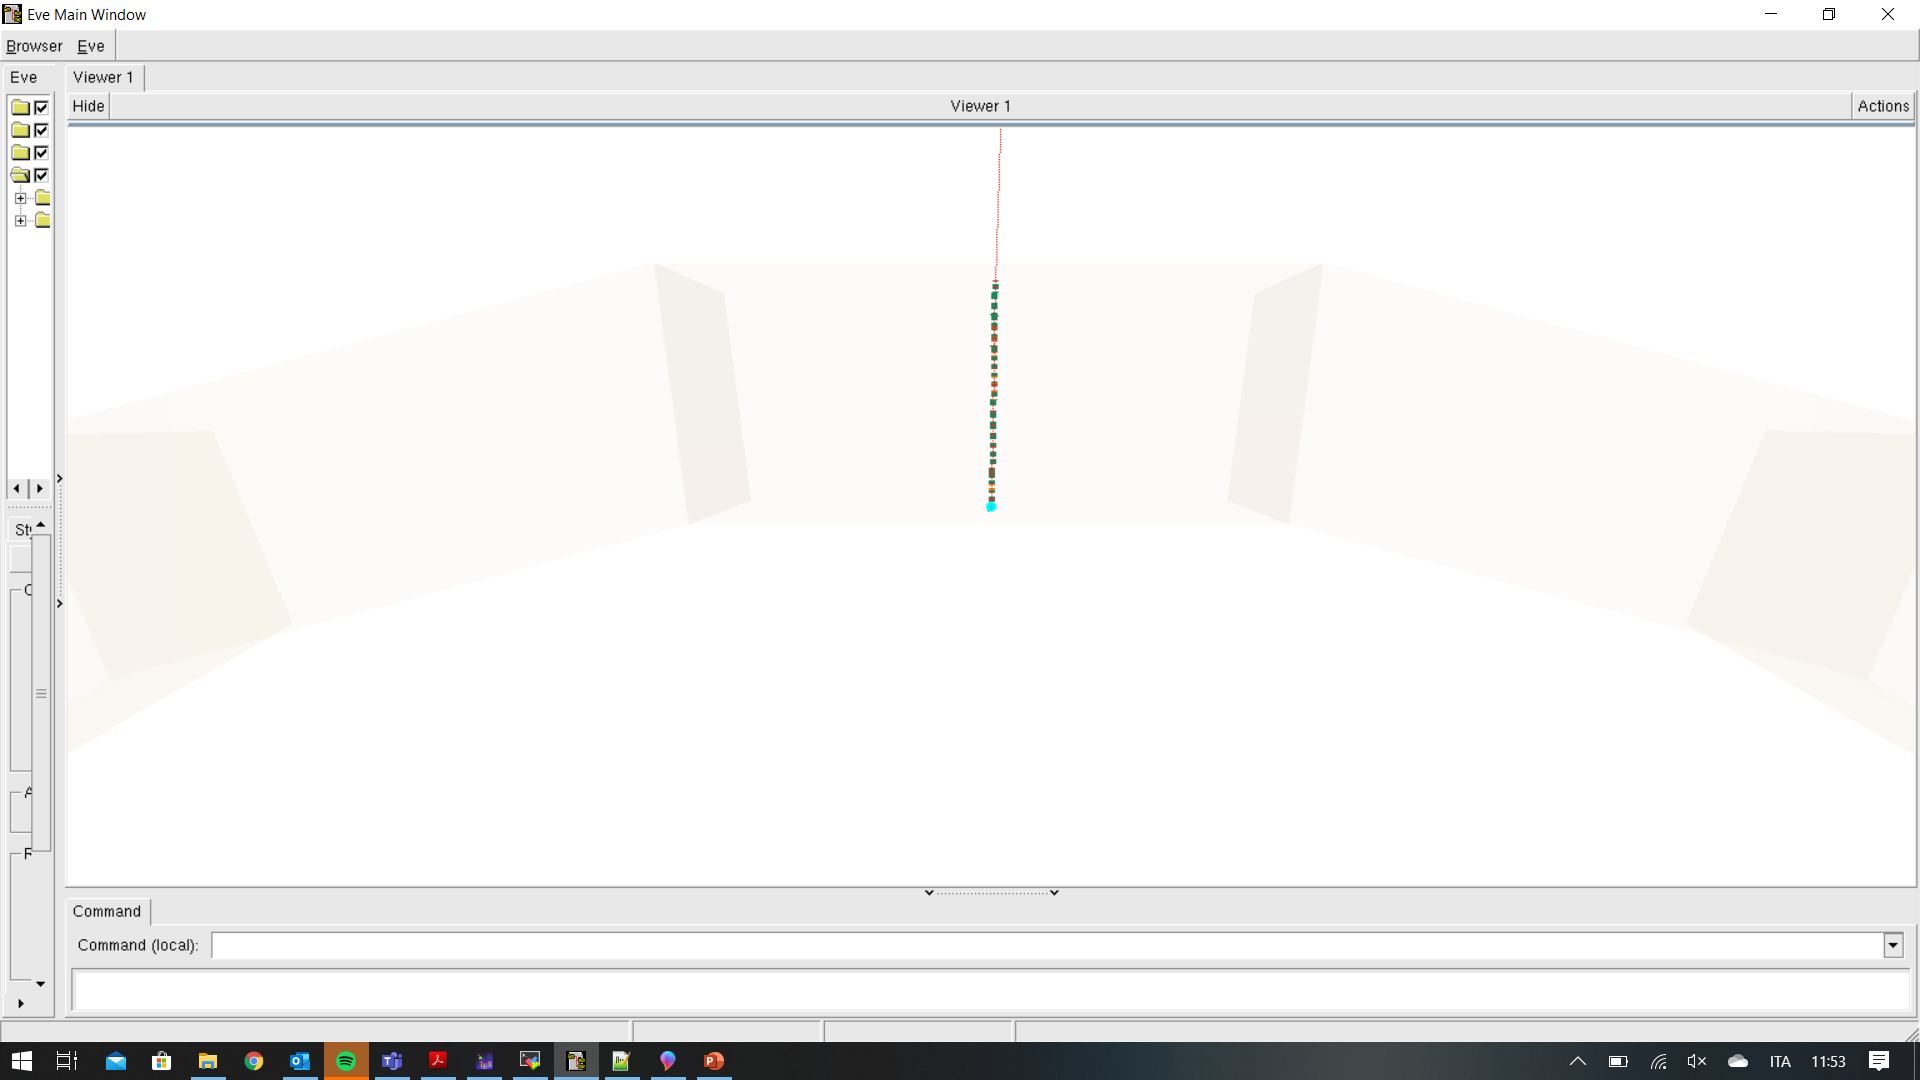 Eve Main Window
Browser Eve
Eve
Viewer 1
Hide
Viewer 1
Actions
Command
Command (local):
ITA
11:53